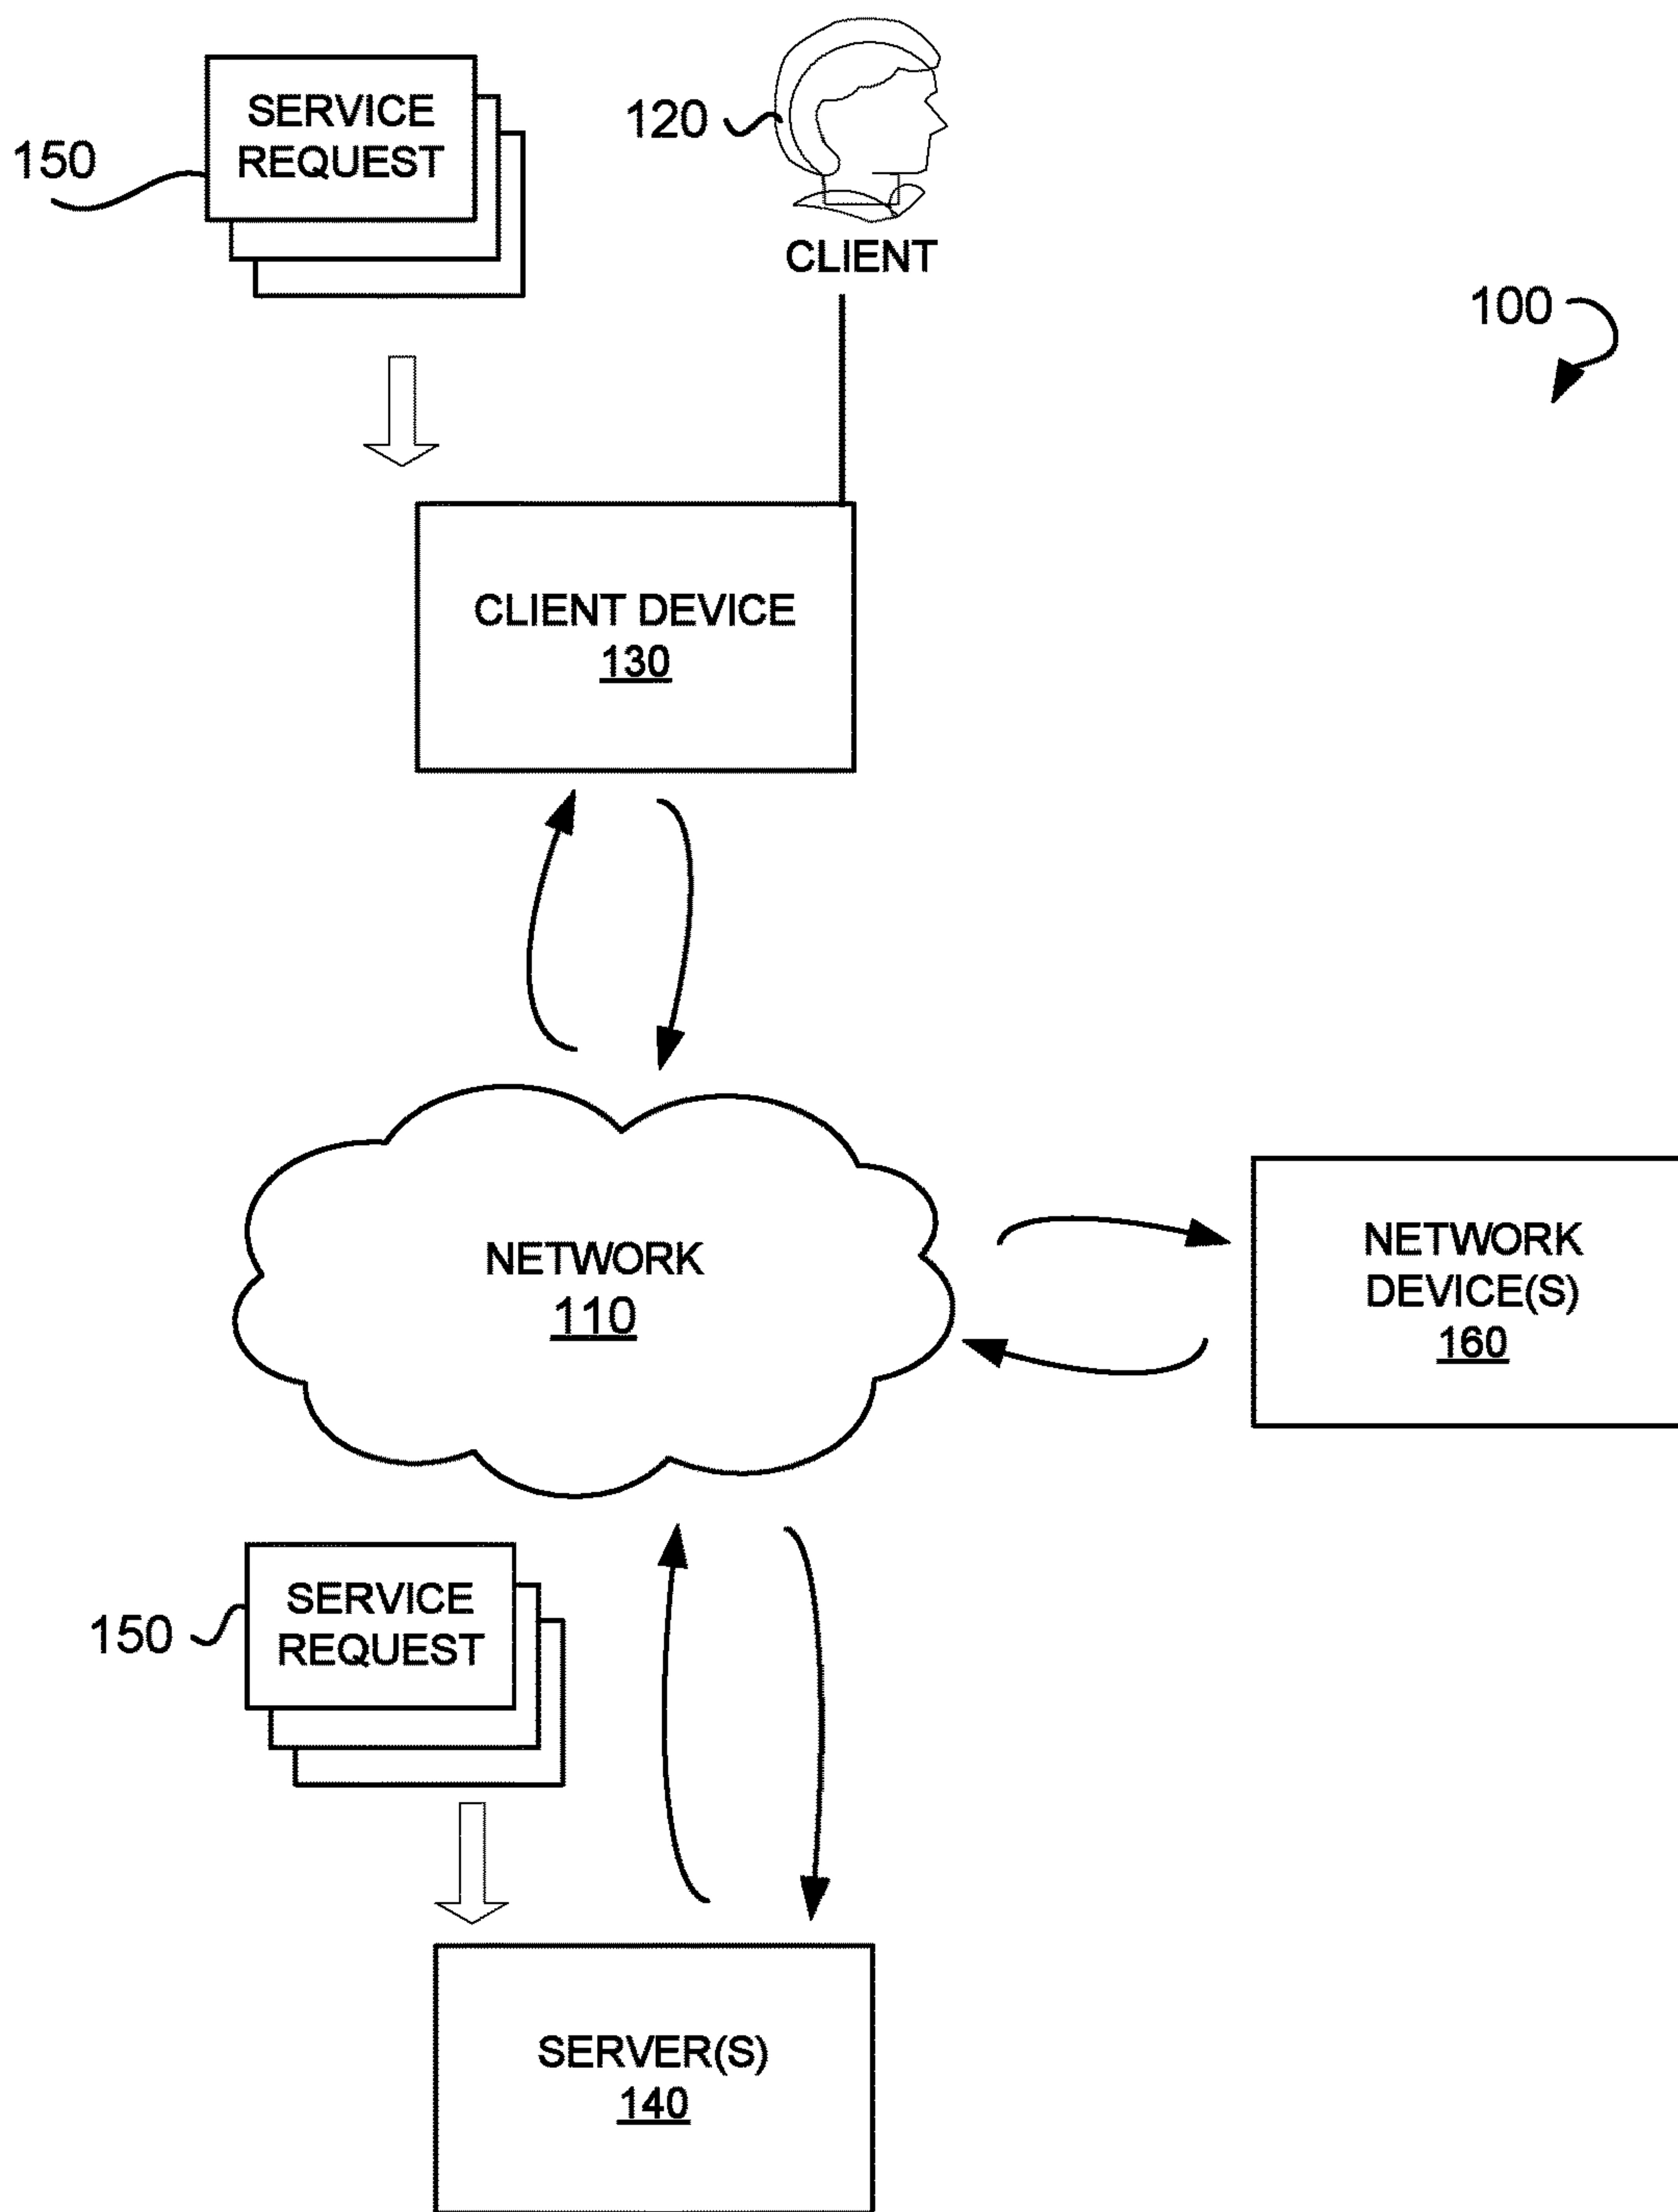 SERVICE
REQUEST
150
120
CLIENT
100
CLIENT DEVICE
130
NETWORK
110
NETWORK
DEVICE(S)
160
SERVICE
REQUEST
150
SERVER(S)
140